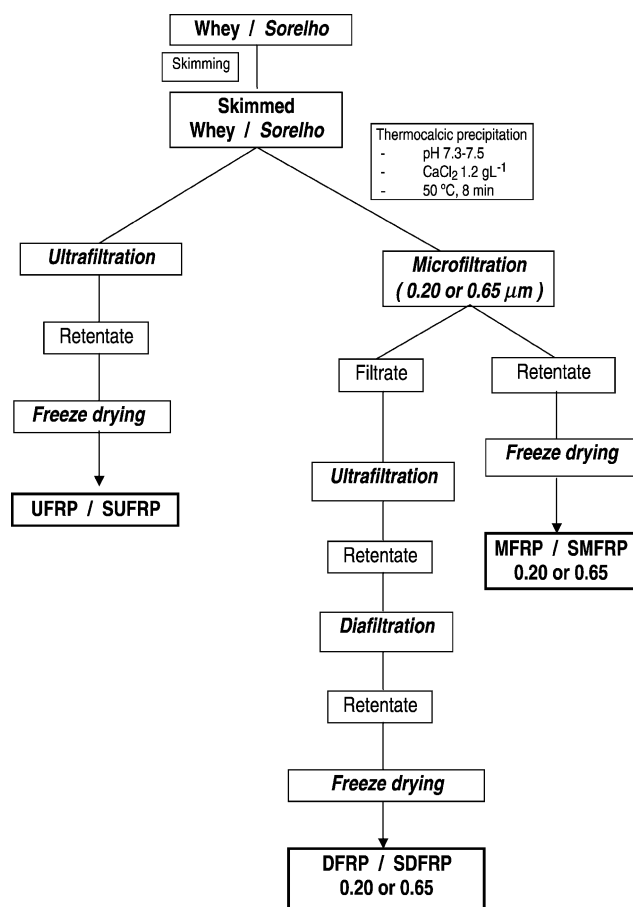 Whey / Sorelho
Skimming
Skimmed
Whey / Sorelho
Thermocalcic precipitation
- pH 7.3-7.5
- CaCl₂ 1.2 gL⁻¹
- 50 ºC, 8 min
Ultrafiltration
Retentate
Freeze drying
UFRP / SUFRP
Microfiltration
( 0.20 or 0.65 µm )
Filtrate
Ultrafiltration
Retentate
Diafiltration
Retentate
Freeze drying
DFRP / SDFRP
0.20 or 0.65
Retentate
Freeze drying
MFRP / SMFRP
0.20 or 0.65